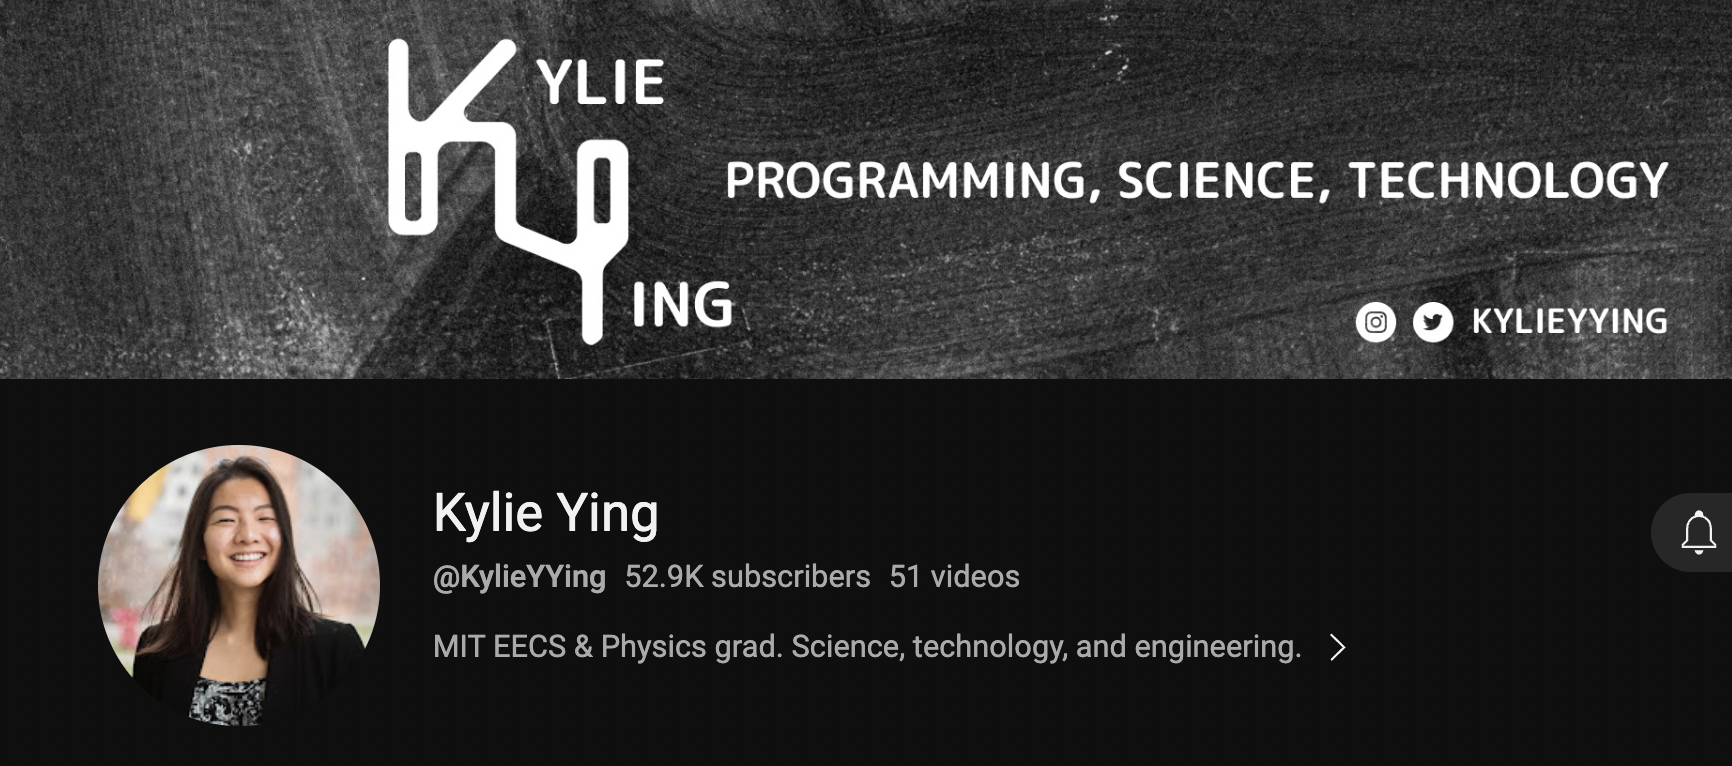 KYLIE
YING
PROGRAMMING, SCIENCE, TECHNOLOGY
KYLIEYYING
Kylie Ying
@KylieYYing 52.9K subscribers 51 videos
MIT EECS & Physics grad. Science, technology, and engineering.